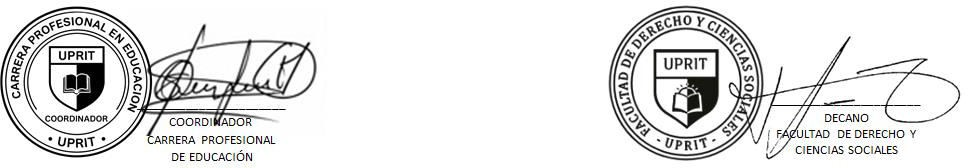 CARRERA PROFESIONAL EN EDUCACIÓN
UPRIT
COORDINADOR
• UPRIT •
COORDINADOR
CARRERA PROFESIONAL
DE EDUCACIÓN
FACULTAD DE DERECHO Y CIENCIAS SOCIALES
UPRIT
- UPRIT -
DECANO
FACULTAD DE DERECHO Y
CIENCIAS SOCIALES